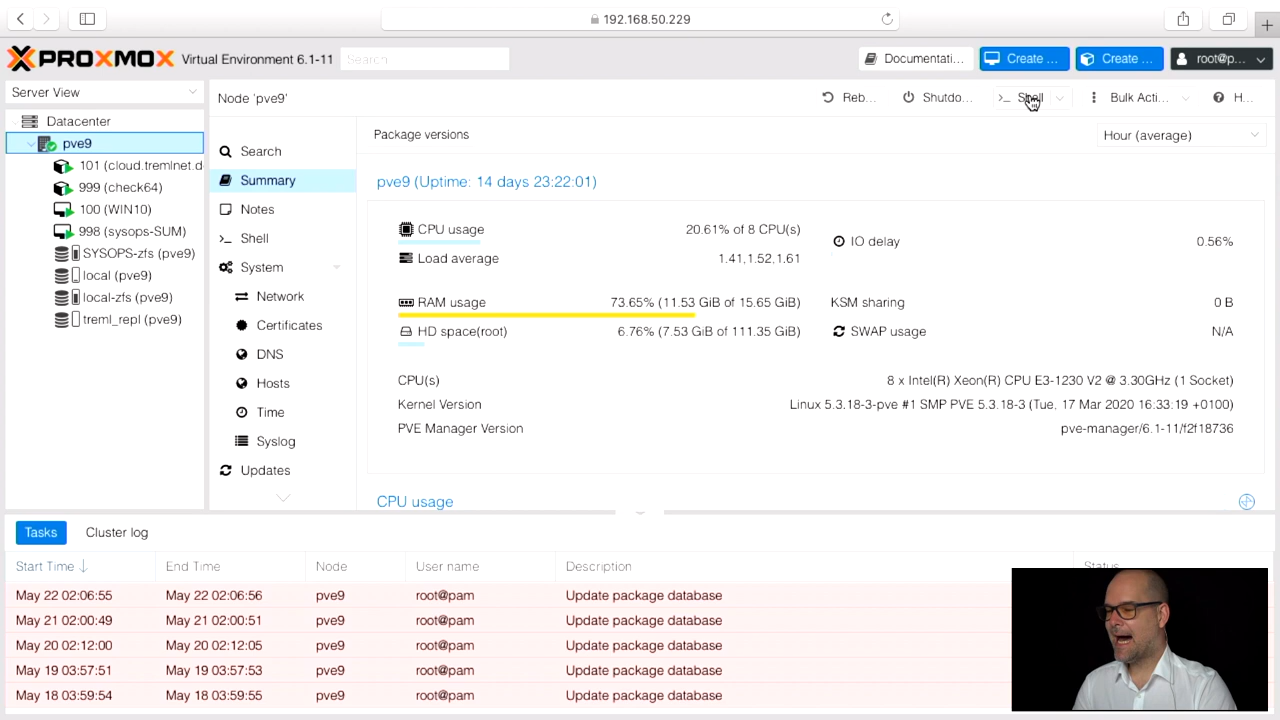 192.168.50.229
PROXMOX Virtual Environment 6.1-11 Search Documentati... Create ... Create ... root@p...
Server View
Node 'pve9' Reb... Shutdo... Shell Bulk Acti... H...
Datacenter
pve9
101 (cloud.tremlnet.d
999 (check64)
100 (WIN10)
998 (sysops-SUM)
SYSOPS-zfs (pve9)
local (pve9)
local-zfs (pve9)
treml_repl (pve9)
Search
Summary
Notes
Shell
System
Network
Certificates
DNS
Hosts
Time
Syslog
Updates
Package versions Hour (average)
pve9 (Uptime: 14 days 23:22:01)
CPU usage 20.61% of 8 CPU(s)
Load average 1.41,1.52,1.61
IO delay 0.56%
RAM usage 73.65% (11.53 GiB of 15.65 GiB)
KSM sharing 0 B
HD space(root) 6.76% (7.53 GiB of 111.35 GiB)
SWAP usage N/A
CPU(s) 8 x Intel(R) Xeon(R) CPU E3-1230 V2 @ 3.30GHz (1 Socket)
Kernel Version Linux 5.3.18-3-pve #1 SMP PVE 5.3.18-3 (Tue, 17 Mar 2020 16:33:19 +0100)
PVE Manager Version pve-manager/6.1-11/f2f18736
CPU usage
Tasks Cluster log
Start Time End Time Node User name Description Status
May 22 02:06:55 May 22 02:06:56 pve9 root@pam Update package database
May 21 02:00:49 May 21 02:00:51 pve9 root@pam Update package database
May 20 02:12:00 May 20 02:12:05 pve9 root@pam Update package database
May 19 03:57:51 May 19 03:57:53 pve9 root@pam Update package database
May 18 03:59:54 May 18 03:59:55 pve9 root@pam Update package database